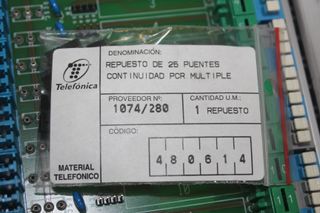 DENOMINACIÓN:
REPUESTO DE 25 PUENTES
CONTINUIDAD PCR MULTIPLE
Telefónica
PROVEEDOR Nº:
1074/280
CANTIDAD U.M.:
1 REPUESTO
CÓDIGO:
480614
MATERIAL
TELEFONICO